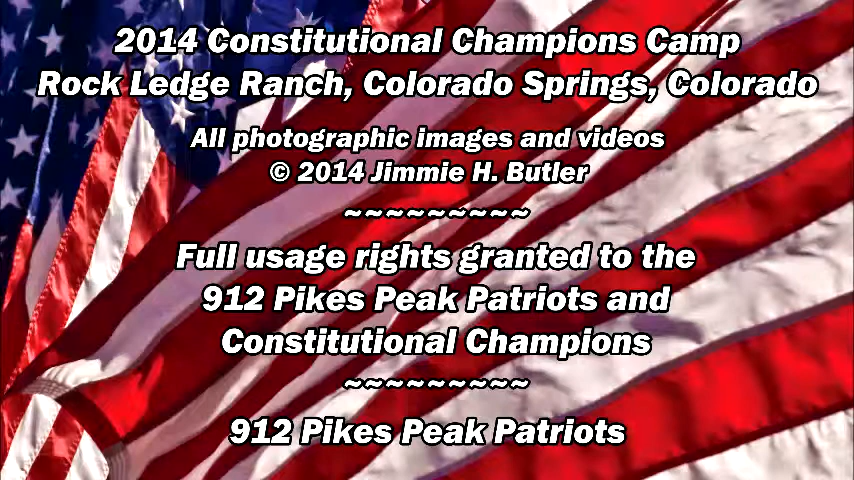 2014 Constitutional Champions Camp
Rock Ledge Ranch, Colorado Springs, Colorado
All photographic images and videos
© 2014 Jimmie H. Butler
~~~~~~~~~
Full usage rights granted to the
912 Pikes Peak Patriots and
Constitutional Champions
~~~~~~~~~
912 Pikes Peak Patriots